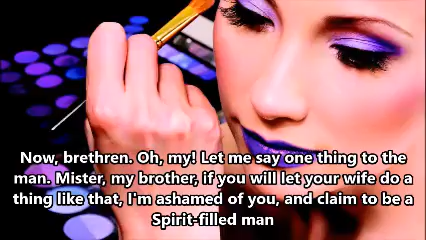 Now, brethren. Oh, my! Let me say one thing to the
man. Mister, my brother, if you will let your wife do a
thing like that, I'm ashamed of you, and claim to be a
Spirit-filled man